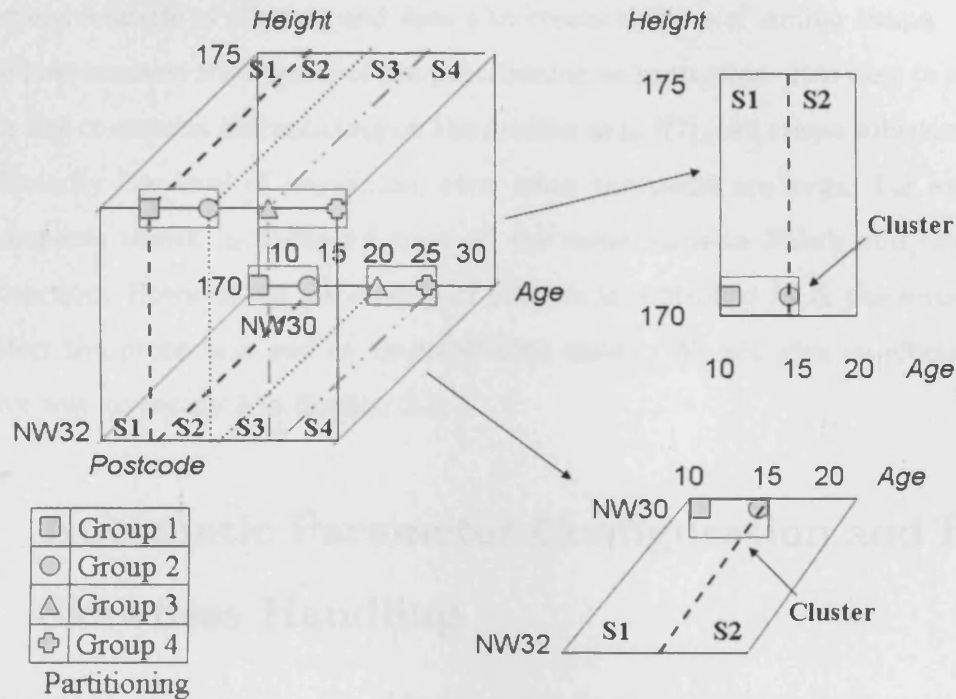 Height
175
S1 S2 S3 S4
10 15 20 25 30
170
Age
NW30
NW32
S1 S2 S3 S4
Postcode
Group 1
Group 2
Group 3
Group 4
Partitioning
Height
175
S1 S2
Cluster
170
10 15 20 Age
10 15 20 Age
NW30
Cluster
S1 S2
NW32